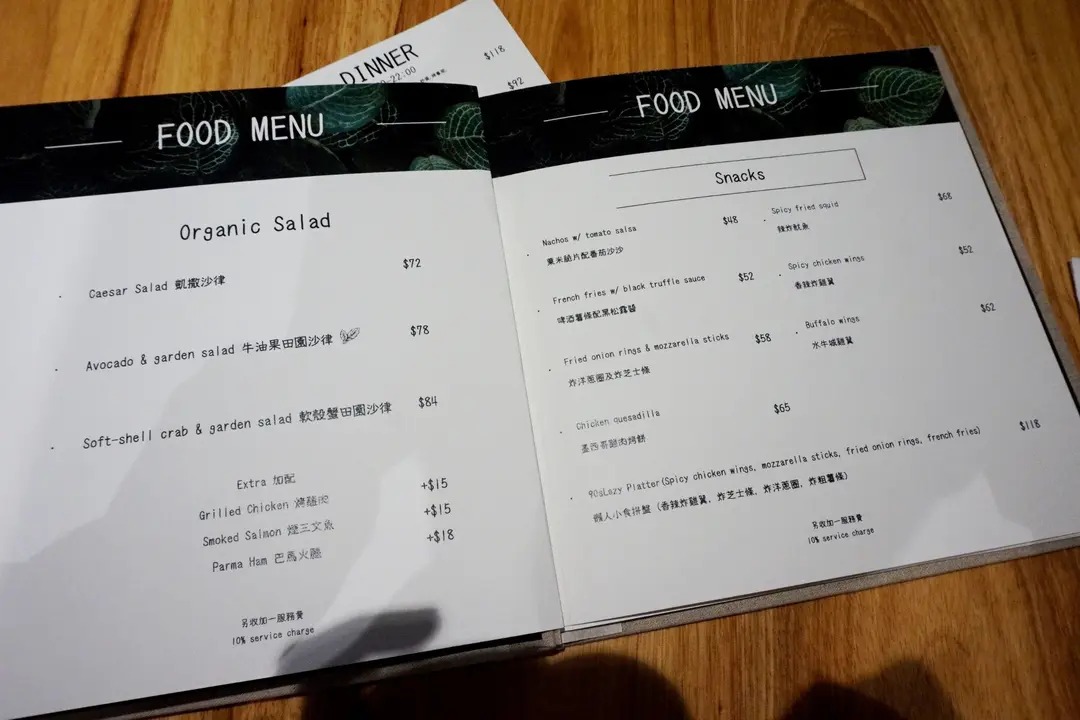 DINNER
-22:00
$118
$92
FOOD MENU
Organic Salad
Caesar Salad 凱撒沙律 $72
Avocado & garden salad 牛油果田園沙律 $78
Soft-shell crab & garden salad 軟殼蟹田園沙律 $84
Extra 加配
Grilled Chicken 烤雞肉 +$15
Smoked Salmon 煙三文魚 +$15
Parma Ham 巴馬火腿 +$18
另收加一服務費
10% service charge
FOOD MENU
Snacks
Nachos w/ tomato salsa $48
粟米脆片配番茄沙沙
French fries w/ black truffle sauce $52
啤酒薯條配黑松露醬
Fried onion rings & mozzarella sticks $58
炸洋蔥圈及炸芝士條
Chicken quesadilla $65
墨西哥雞肉烤餅
Spicy fried squid $68
辣炸魷魚
Spicy chicken wings $52
香辣炸雞翼
Buffalo wings $62
水牛城雞翼
90sLazy Platter(Spicy chicken wings, mozzarella sticks, fried onion rings, french fries) $118
懶人小食拼盤 (香辣炸雞翼, 炸芝士條, 炸洋蔥圈, 炸粗薯條)
另收加一服務費
10% service charge